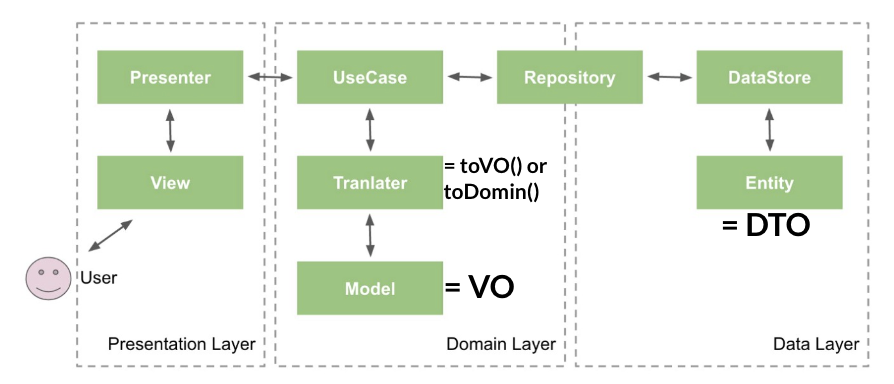 Presenter
UseCase
Repository
DataStore
View
Tranlater
= toVO() or
toDomin()
Entity
= DTO
User
Model
= VO
Presentation Layer
Domain Layer
Data Layer